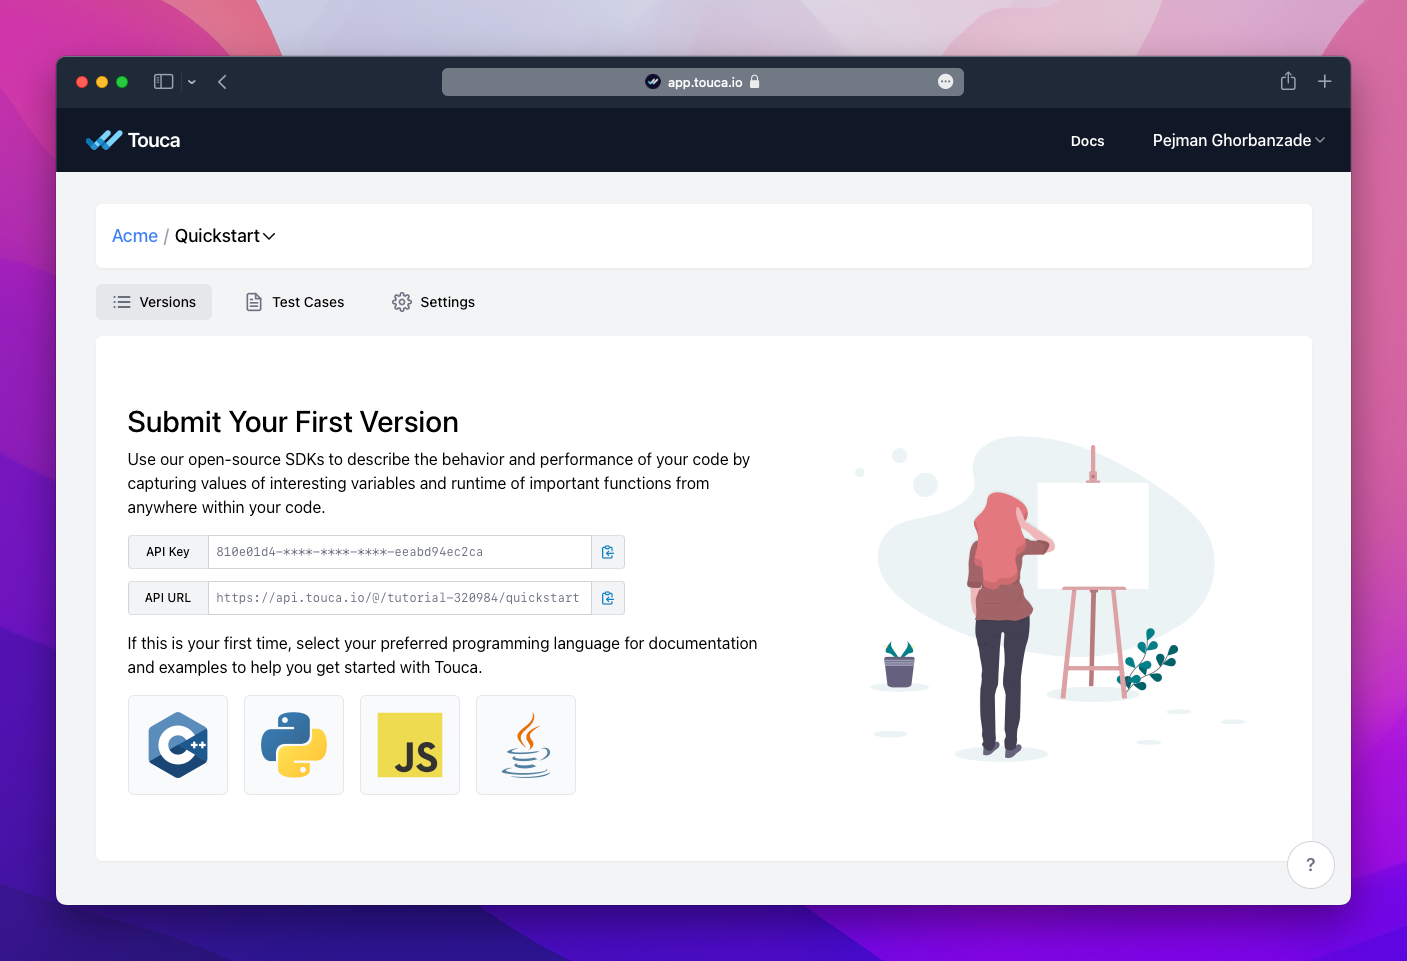 app.touca.io
Touca
Docs
Pejman Ghorbanzade
Acme / Quickstart
Versions
Test Cases
Settings
Submit Your First Version
Use our open-source SDKs to describe the behavior and performance of your code by
capturing values of interesting variables and runtime of important functions from
anywhere within your code.
API Key
810e01d4-****-****-****-eeabd94ec2ca
API URL
https://api.touca.io/@/tutorial-320984/quickstart
If this is your first time, select your preferred programming language for documentation
and examples to help you get started with Touca.
C++
JS
?